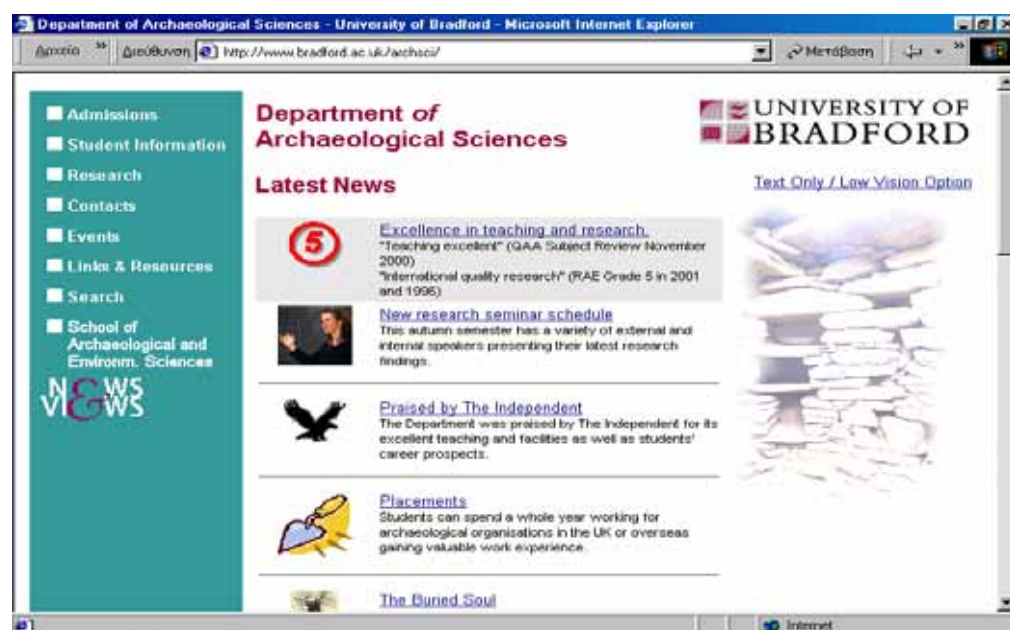 Department of Archaeological Sciences - University of Bradford - Microsoft Internet Explorer
Αρχείο » Διεύθυνση http://www.bradford.ac.uk/archsci/ Μετάβαση »
Admissions
Student Information
Research
Contacts
Events
Links & Resources
Search
School of
Archaeological and
Environm. Sciences
NEWS
&
VIEWS
Department of
Archaeological Sciences
UNIVERSITY OF
BRADFORD
Latest News
Text Only / Low Vision Option
5
Excellence in teaching and research.
"Teaching excellent" (QAA Subject Review November
2000)
"International quality research" (RAE Grade 5 in 2001
and 1996)
New research seminar schedule
This autumn semester has a variety of external and
internal speakers presenting their latest research
findings.
Praised by The Independent
The Department was praised by The Independent for its
excellent teaching and facilities as well as students'
career prospects.
Placements
Students can spend a whole year working for
archaeological organisations in the UK or overseas
gaining valuable work experience.
The Buried Soul
Internet